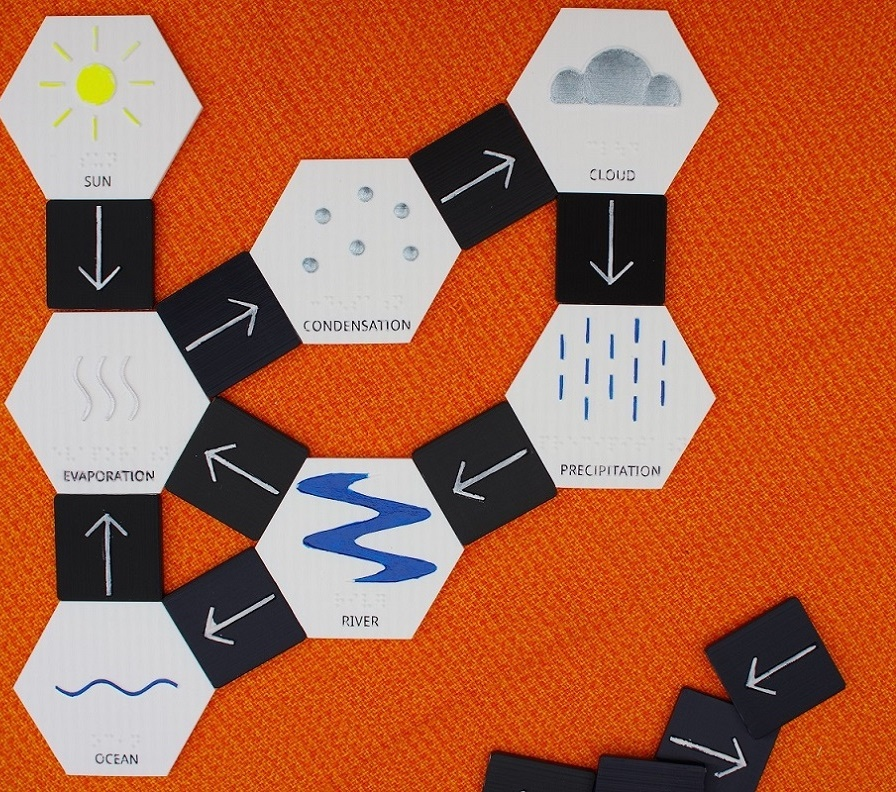 SUN
CLOUD
CONDENSATION
EVAPORATION
PRECIPITATION
RIVER
OCEAN